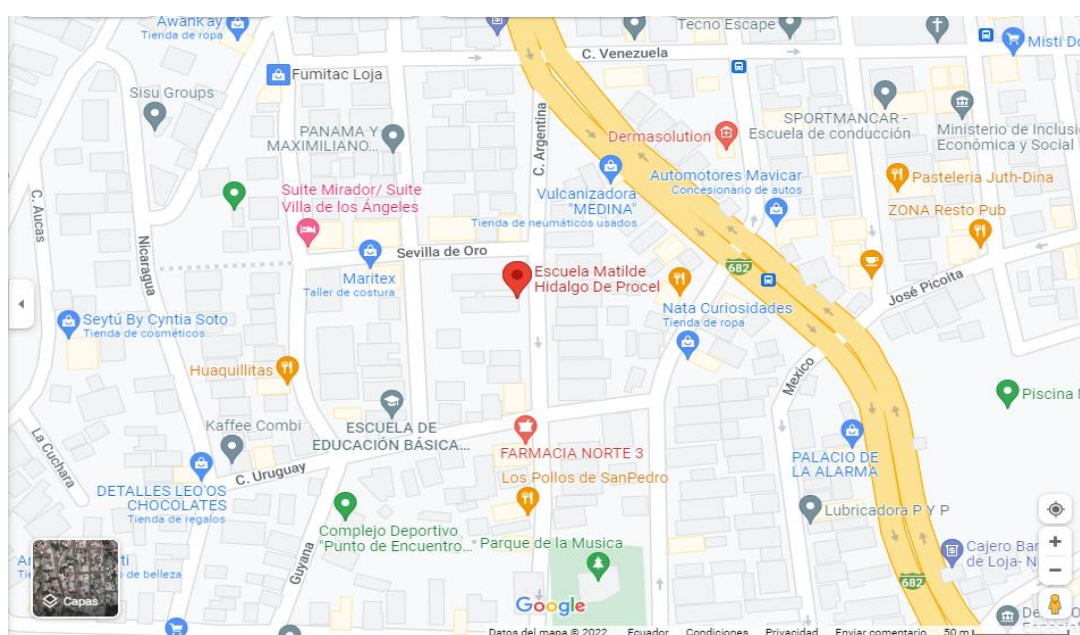 Awankay
Tienda de ropa
Tecno Escape
C. Venezuela
Misti
Fumitac Loja
Sisu Groups
PANAMA Y
MAXIMILIANO...
C. Argentina
Dermasolution
SPORTMANCAR -
Escuela de conducción
Ministerio de
Económica y Social
C. Aucas
Suite Mirador/ Suite
Villa de los Ángeles
Vulcanizadora
"MEDINA"
Tienda de neumáticos usados
Automotores Mavicar
Concesionario de autos
Pasteleria Juth-Dina
ZONA Resto Pub
Nicaragua
Sevilla de Oro
Maritex
Taller de costura
Escuela Matilde
Hidalgo De Procel
682
José Picoita
Nata Curiosidades
Tienda de ropa
Seytú By Cyntia Soto
Tienda de cosméticos
Huaquillitas
Mexico
Piscina
Kaffee Combi
ESCUELA DE
EDUCACIÓN BÁSICA...
FARMACIA NORTE 3
PALACIO DE
LA ALARMA
La Cuchara
C. Uruguay
DETALLES LEO'OS
CHOCOLATES
Tienda de regalos
Los Pollos de SanPedro
Lubricadora P Y P
Complejo Deportivo
"Punto de Encuentro..."
Parque de la Musica
Guyana
de belleza
Capas
Cajero
de Loja-
682
Google
Datos del mapa © 2022 Ecuador Condiciones Privacidad Enviar comentario 50 m